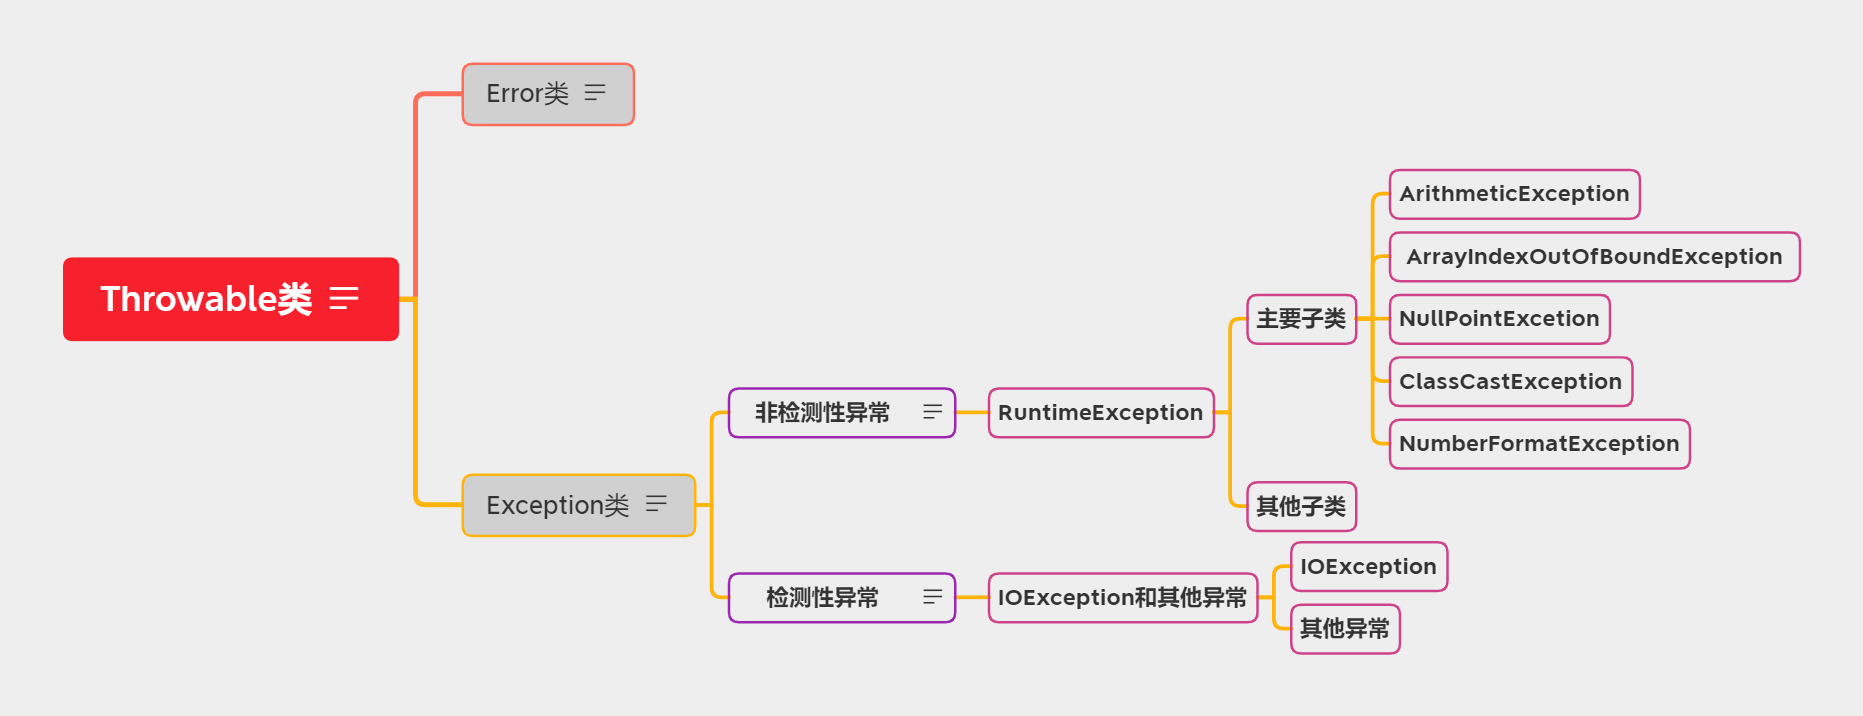 Throwable类
Error类
Exception类
非检测性异常
RuntimeException
主要子类
ArithmeticException
ArrayIndexOutOfBoundException
NullPointExcetion
ClassCastException
NumberFormatException
其他子类
检测性异常
IOException和其他异常
IOException
其他异常